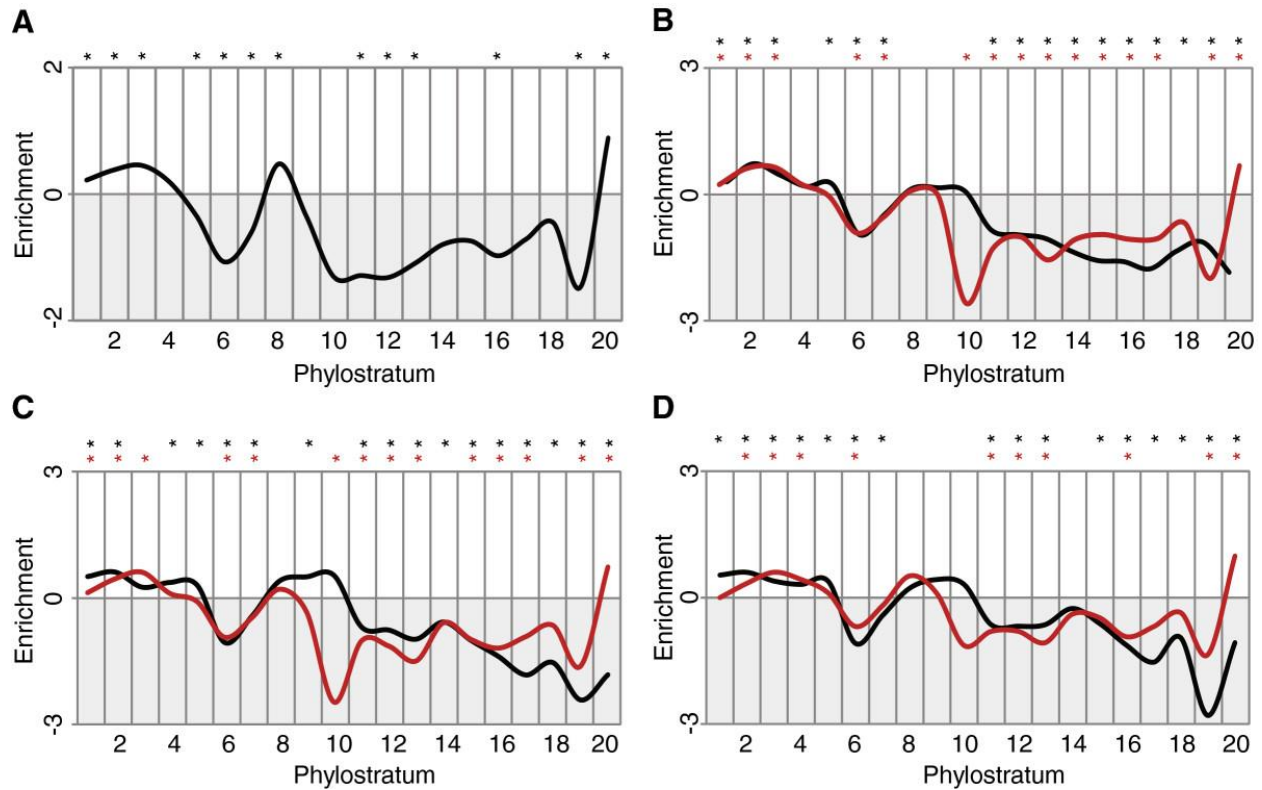 A
* * * * * * * * * * * * *
2
0
-2
Enrichment
2 4 6 8 10 12 14 16 18 20
Phylostratum
B
* * * * * * * * * * * * * * * * *
* * * * * * * * * * * * * * * 
3
0
-3
Enrichment
2 4 6 8 10 12 14 16 18 20
Phylostratum
C
* * * * * * * * * * * * * * * * * *
* * * * * * * * * * * * * *
3
0
-3
Enrichment
2 4 6 8 10 12 14 16 18 20
Phylostratum
D
* * * * * * * * * * * * * * * *
* * * * * * * * * *
3
0
-3
Enrichment
2 4 6 8 10 12 14 16 18 20
Phylostratum